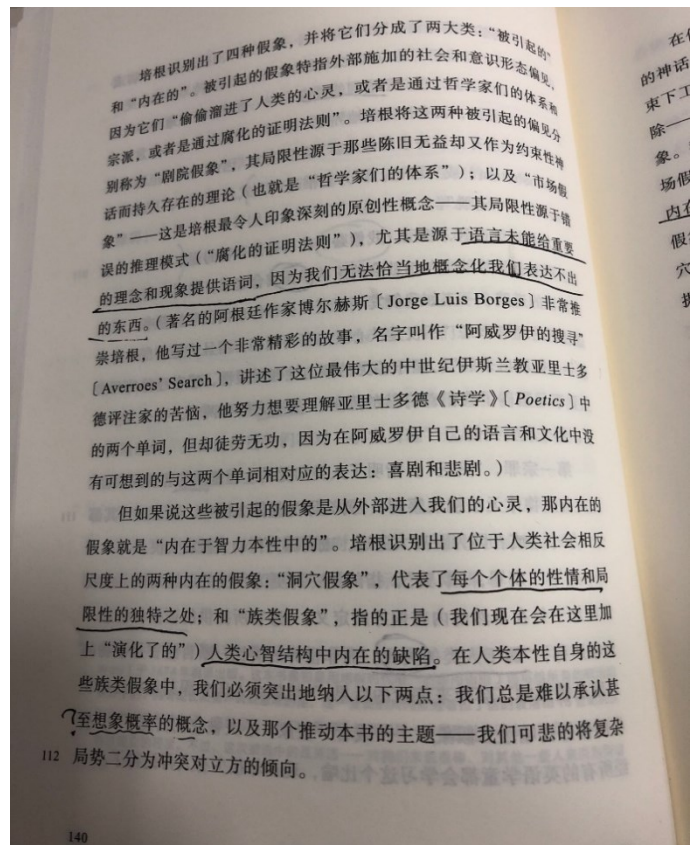 培根识别出了四种假象，并将它们分成了两大类：“被引起的”
和“内在的”。被引起的假象特指外部施加的社会和意识形态偏见，
因为它们“偷偷溜进了人类的心灵，或者是通过哲学家们的体系和
宗派，或者是通过腐化的证明法则”。培根将这两种被引起的偏见分
别称为“剧院假象”，其局限性源于那些陈旧无益却又作为约束性神
话而持久存在的理论（也就是“哲学家们的体系”）；以及“市场假
象”——这是培根最令人印象深刻的原创性概念——其局限性源于错
误的推理模式（“腐化的证明法则”），尤其是源于语言未能给重要
的理念和现象提供语词，因为我们无法恰当地概念化我们表达不出
的东西。（著名的阿根廷作家博尔赫斯〔Jorge Luis Borges〕非常推
崇培根，他写过一个非常精彩的故事，名字叫作“阿威罗伊的搜寻”
〔Averroes' Search〕，讲述了这位最伟大的中世纪伊斯兰教亚里士多
德评注家的苦恼，他努力想要理解亚里士多德《诗学》〔Poetics〕中
的两个单词，但却徒劳无功，因为在阿威罗伊自己的语言和文化中没
有可想到的与这两个单词相对应的表达：喜剧和悲剧。）
但如果说这些被引起的假象是从外部进入我们的心灵，那内在的
假象就是“内在于智力本性中的”。培根识别出了位于人类社会相反
尺度上的两种内在的假象：“洞穴假象”，代表了每个个体的性情和局
限性的独特之处；和“族类假象”，指的正是（我们现在会在这里加
上“演化了的”）人类心智结构中内在的缺陷。在人类本性自身的这
些族类假象中，我们必须突出地纳入以下两点：我们总是难以承认甚
?至想象概率的概念，以及那个推动本书的主题——我们可悲的将复杂
112 局势二分为冲突对立方的倾向。
140
在
的神话
束下工
除——
象。
场假
内在
假
穴